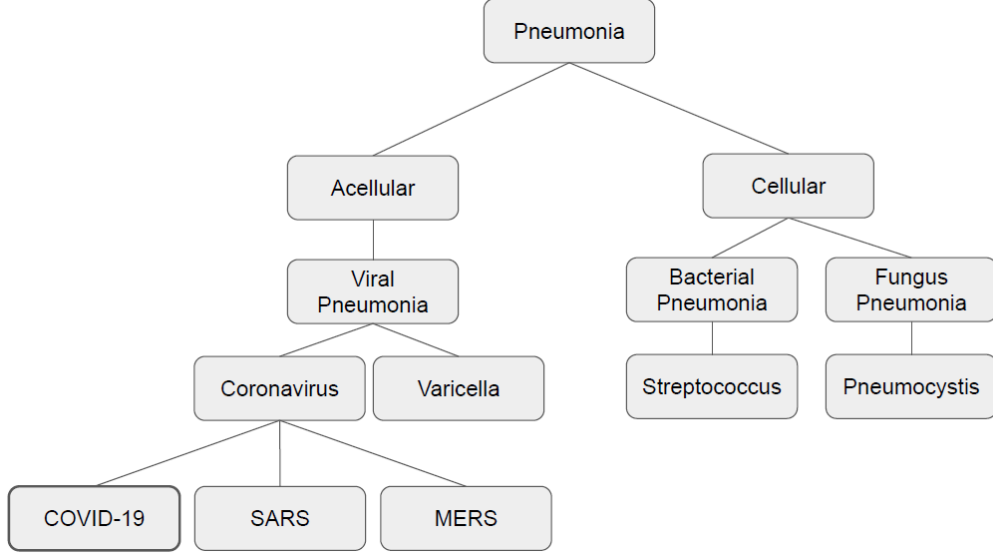 Pneumonia
Acellular
Cellular
Viral
Pneumonia
Bacterial
Pneumonia
Fungus
Pneumonia
Coronavirus
Varicella
Streptococcus
Pneumocystis
COVID-19
SARS
MERS